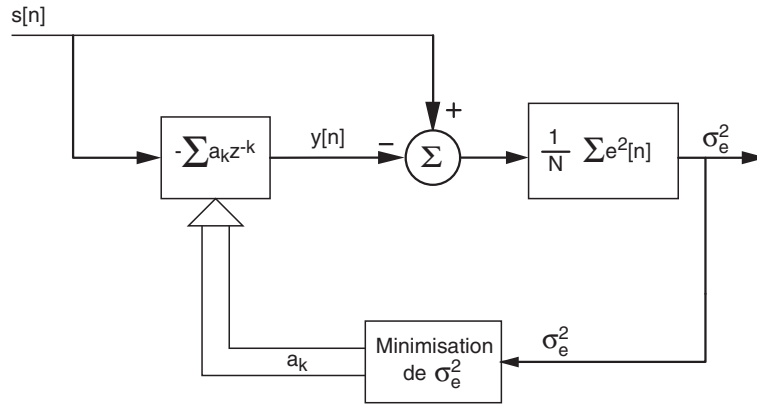 s[n]
+
-∑aₖz⁻ᵏ
y[n]
−
Σ
1/N ∑e²[n]
σₑ²
σₑ²
aₖ
Minimisation
de σₑ²